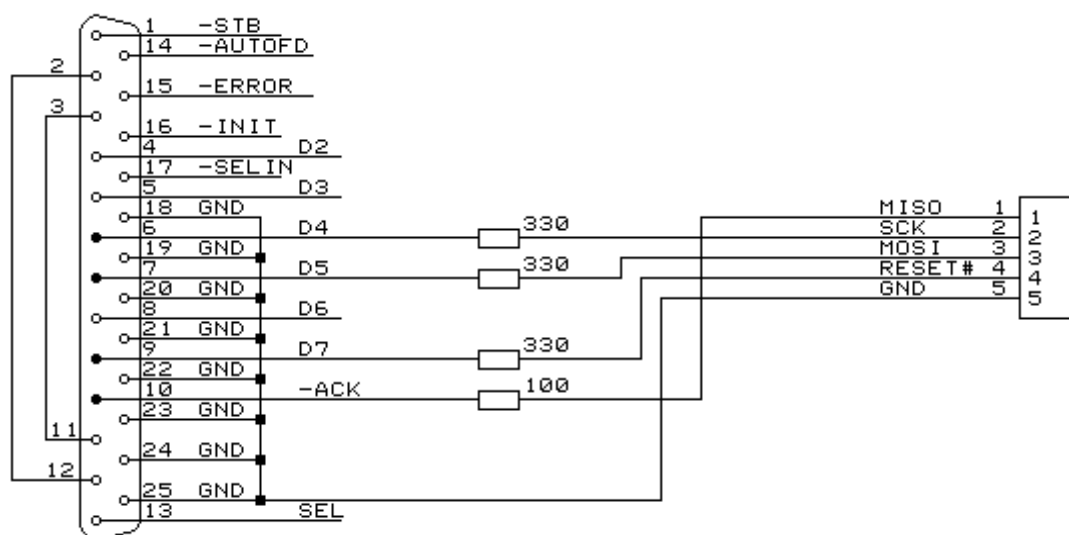 1 -STB
14 -AUTOFD
2
15 -ERROR
3
16 -INIT
4 D2
17 -SELIN
5 D3
18 GND
6 D4 330
19 GND
7 D5 330
20 GND
8 D6
21 GND
9 D7 330
22 GND
10 -ACK 100
23 GND
11
24 GND
12
25 GND
13 SEL
MISO 1 1
SCK 2 2
MOSI 3 3
RESET# 4 4
GND 5 5